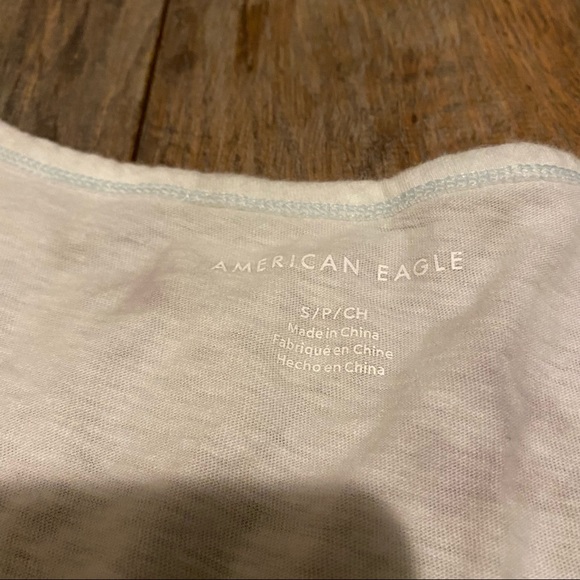 AMERICAN EAGLE
S/P/CH
Made in China
Fabriqué en Chine
Hecho en China